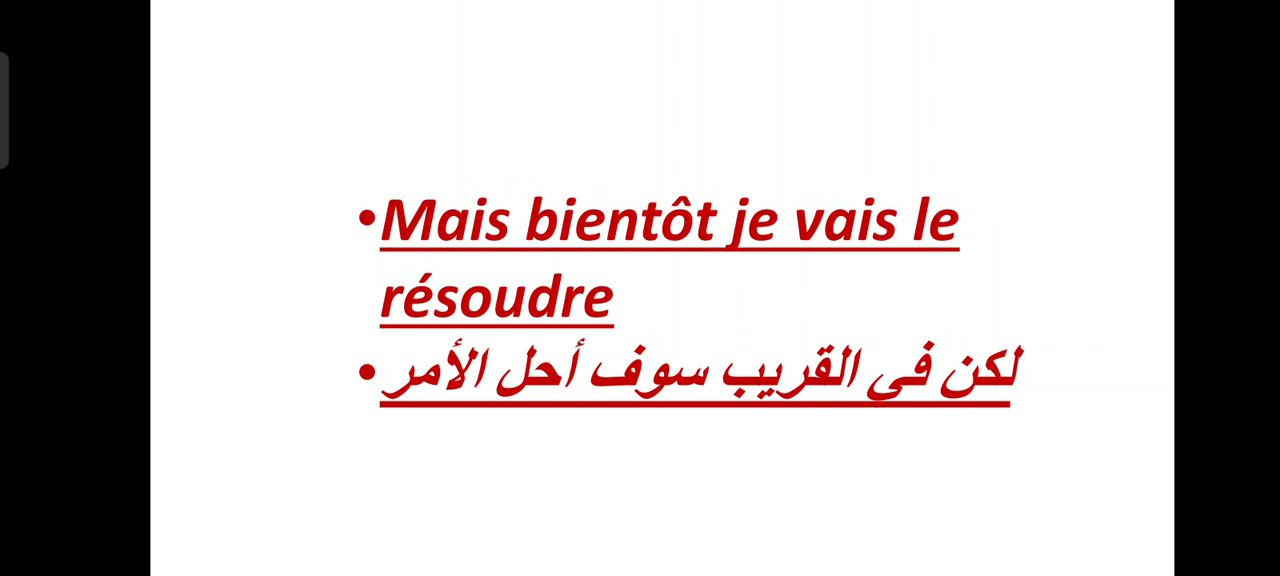 •Mais bientôt je vais le
résoudre
•لكن في القريب سوف أحل الأمر